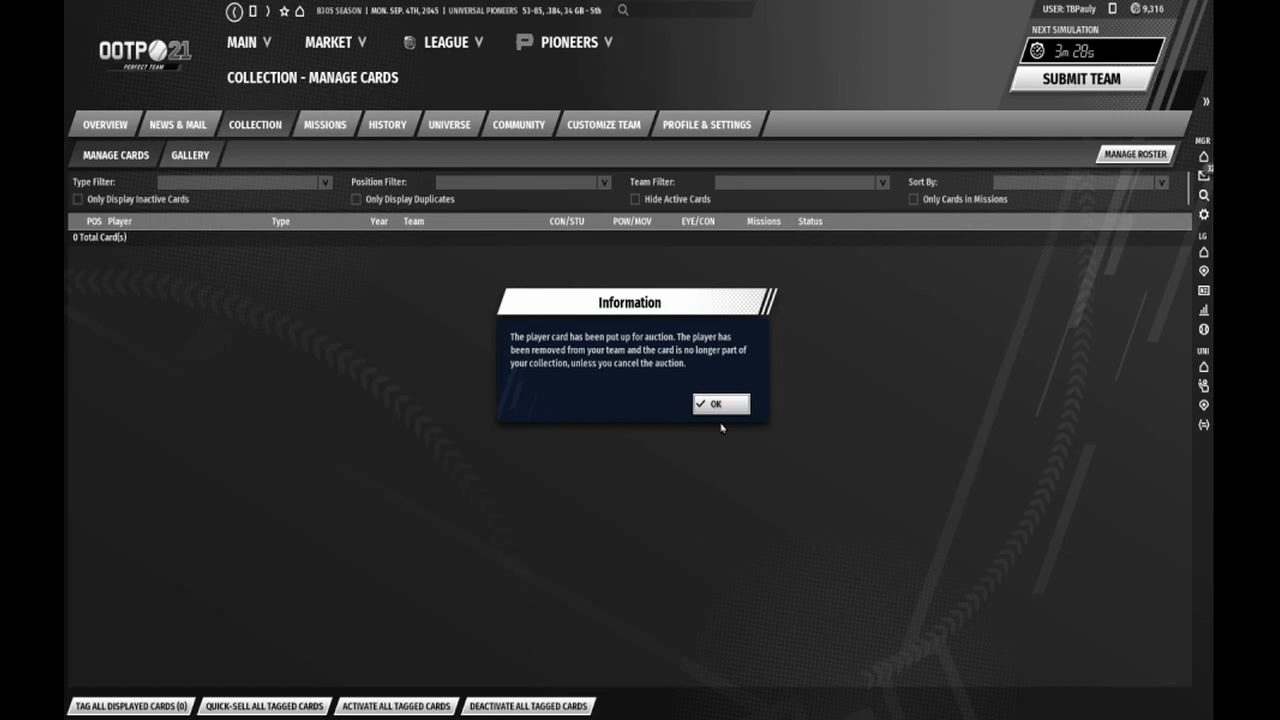 B305 SEASON | MON. SEP. 4TH, 2045 | UNIVERSAL PIONEERS 53-85, .384, 34 GB - 5th
USER: TBPauly 9,316
OOTP 21
PERFECT TEAM
MAIN MARKET LEAGUE PIONEERS
NEXT SIMULATION
3m 28s
COLLECTION - MANAGE CARDS
SUBMIT TEAM
OVERVIEW NEWS & MAIL COLLECTION MISSIONS HISTORY UNIVERSE COMMUNITY CUSTOMIZE TEAM PROFILE & SETTINGS
MGR
MANAGE CARDS GALLERY MANAGE ROSTER
Type Filter: Position Filter: Team Filter: Sort By:
Only Display Inactive Cards Only Display Duplicates Hide Active Cards Only Cards in Missions
POS Player Type Year Team CON/STU POW/MOV EYE/CON Missions Status
0 Total Card(s)
LG
Information
The player card has been put up for auction. The player has
been removed from your team and the card is no longer part of
your collection, unless you cancel the auction.
OK
UNI
TAG ALL DISPLAYED CARDS (0) QUICK-SELL ALL TAGGED CARDS ACTIVATE ALL TAGGED CARDS DEACTIVATE ALL TAGGED CARDS